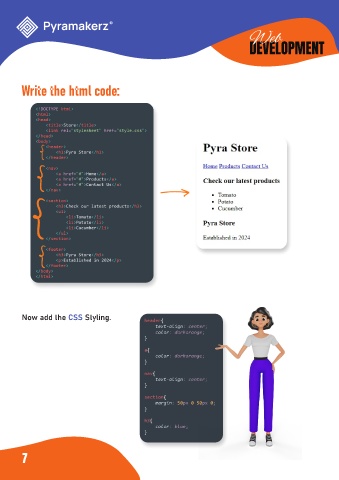 Pyramakerz®
Web
DEVELOPMENT
Write the html code:
<!DOCTYPE html>
<html>
<head>
<title>Store</title>
<link rel="stylesheet" href="style.css">
</head>
<body>
<header>
<h1>Pyra Store</h1>
</header>
<nav>
<a href="#">Home</a>
<a href="#">Products</a>
<a href="#">Contact Us</a>
</nav>
<section>
<h3>Check our latest products</h3>
<ul>
<li>Tomato</li>
<li>Potato</li>
<li>Cucumber</li>
</ul>
</section>
<footer>
<h3>Pyra Store</h3>
<p>Established in 2024</p>
</footer>
</body>
</html>
Pyra Store
Home Products Contact Us
Check our latest products
• Tomato
• Potato
• Cucumber
Pyra Store
Established in 2024
Now add the CSS Styling.
header{
text-align: center;
color: darkorange;
}
a{
color: darkorange;
}
nav{
text-align: center;
}
section{
margin: 50px 0 50px 0;
}
h3{
color: blue;
}
7